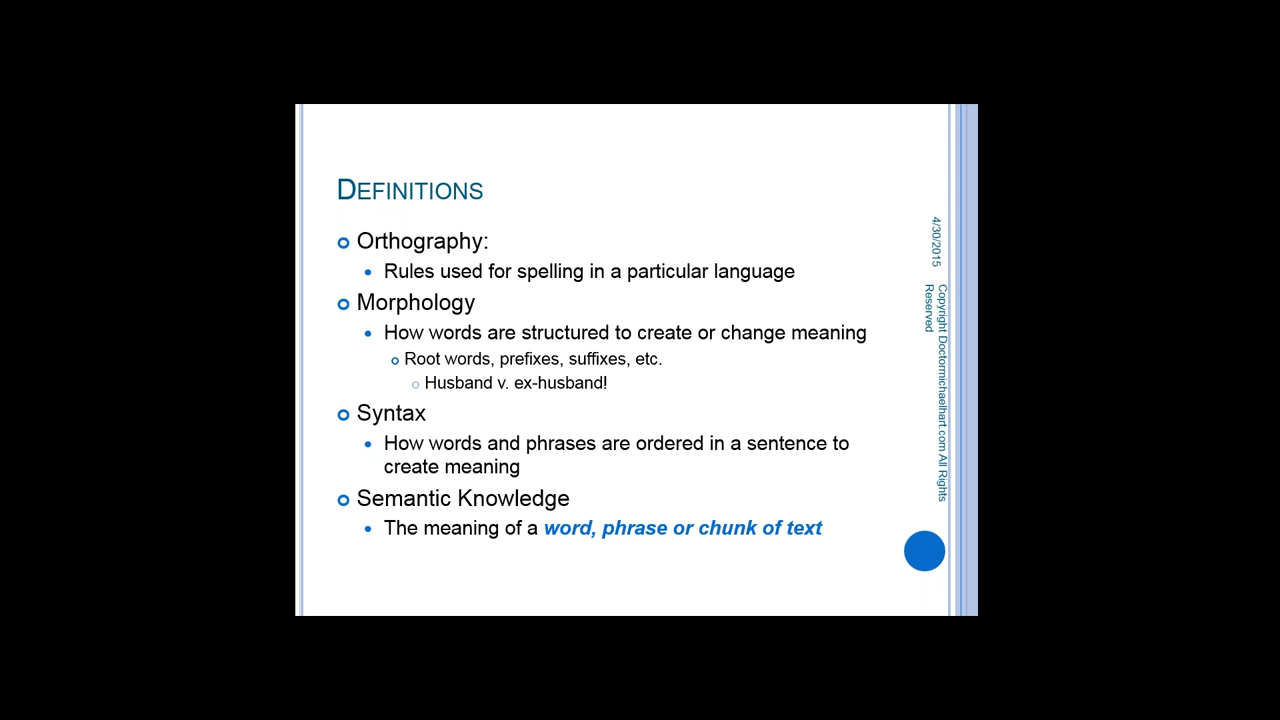 DEFINITIONS
Orthography:
Rules used for spelling in a particular language
Morphology
How words are structured to create or change meaning
Root words, prefixes, suffixes, etc.
Husband v. ex-husband!
Syntax
How words and phrases are ordered in a sentence to
create meaning
Semantic Knowledge
The meaning of a word, phrase or chunk of text
4/30/2015
Copyright Doctormichaelhart.com All Rights
Reserved